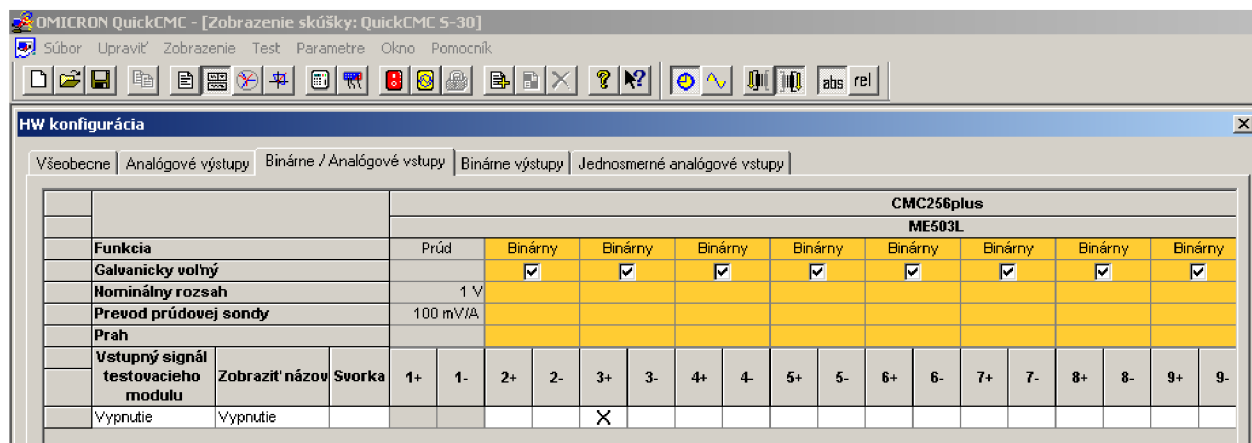 OMICRON QuickCMC - [Zobrazenie skúšky: QuickCMC S-30]
Súbor Upraviť Zobrazenie Test Parametre Okno Pomocník
abs rel
HW konfigurácia
Všeobecne Analógové výstupy Binárne / Analógové vstupy Binárne výstupy Jednosmerné analógové vstupy
CMC256plus
ME503L
Funkcia Prúd Binárny Binárny Binárny Binárny Binárny Binárny Binárny Binárny
Galvanicky voľný
Nominálny rozsah 1 V
Prevod prúdovej sondy 100 mV/A
Prah
Vstupný signál
testovacieho Zobraziť názov Svorka 1+ 1- 2+ 2- 3+ 3- 4+ 4- 5+ 5- 6+ 6- 7+ 7- 8+ 8- 9+ 9-
modulu
Vypnutie Vypnutie X